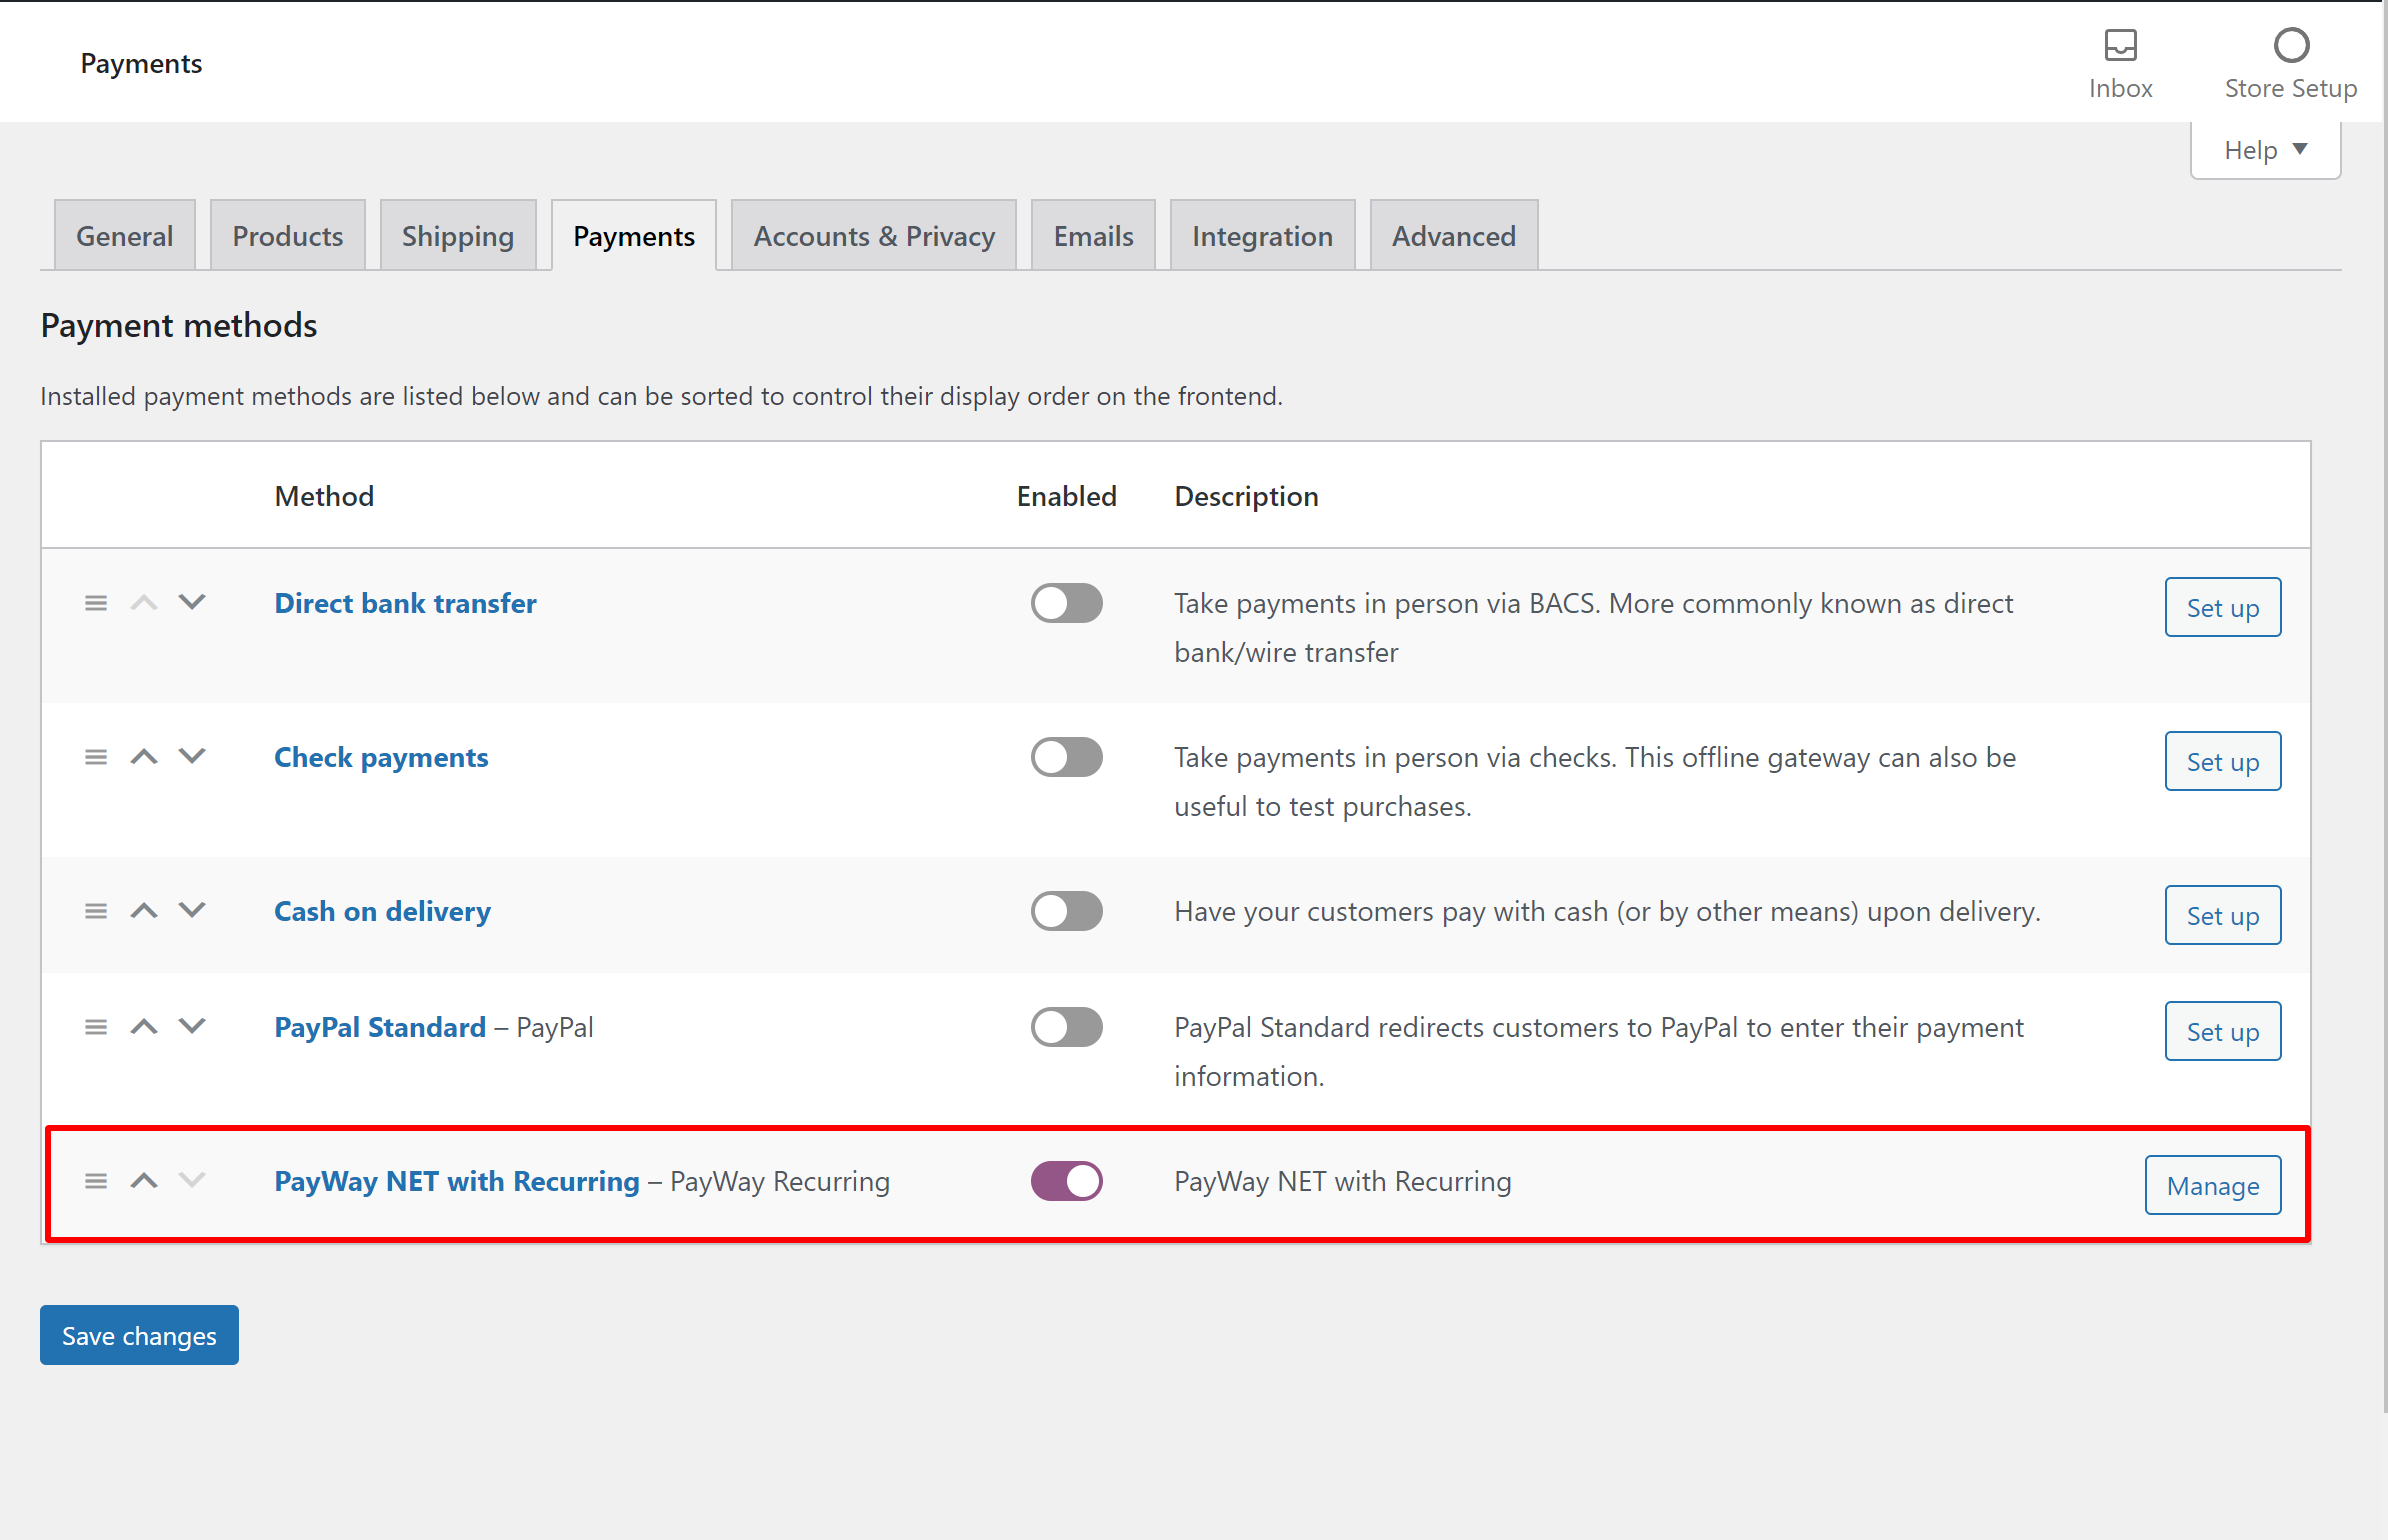 Payments
Inbox
Store Setup
Help
General Products Shipping Payments Accounts & Privacy Emails Integration Advanced
Payment methods
Installed payment methods are listed below and can be sorted to control their display order on the frontend.
Method Enabled Description
Direct bank transfer Take payments in person via BACS. More commonly known as direct Set up
bank/wire transfer
Check payments Take payments in person via checks. This offline gateway can also be Set up
useful to test purchases.
Cash on delivery Have your customers pay with cash (or by other means) upon delivery. Set up
PayPal Standard – PayPal PayPal Standard redirects customers to PayPal to enter their payment Set up
information.
PayWay NET with Recurring – PayWay Recurring PayWay NET with Recurring Manage
Save changes